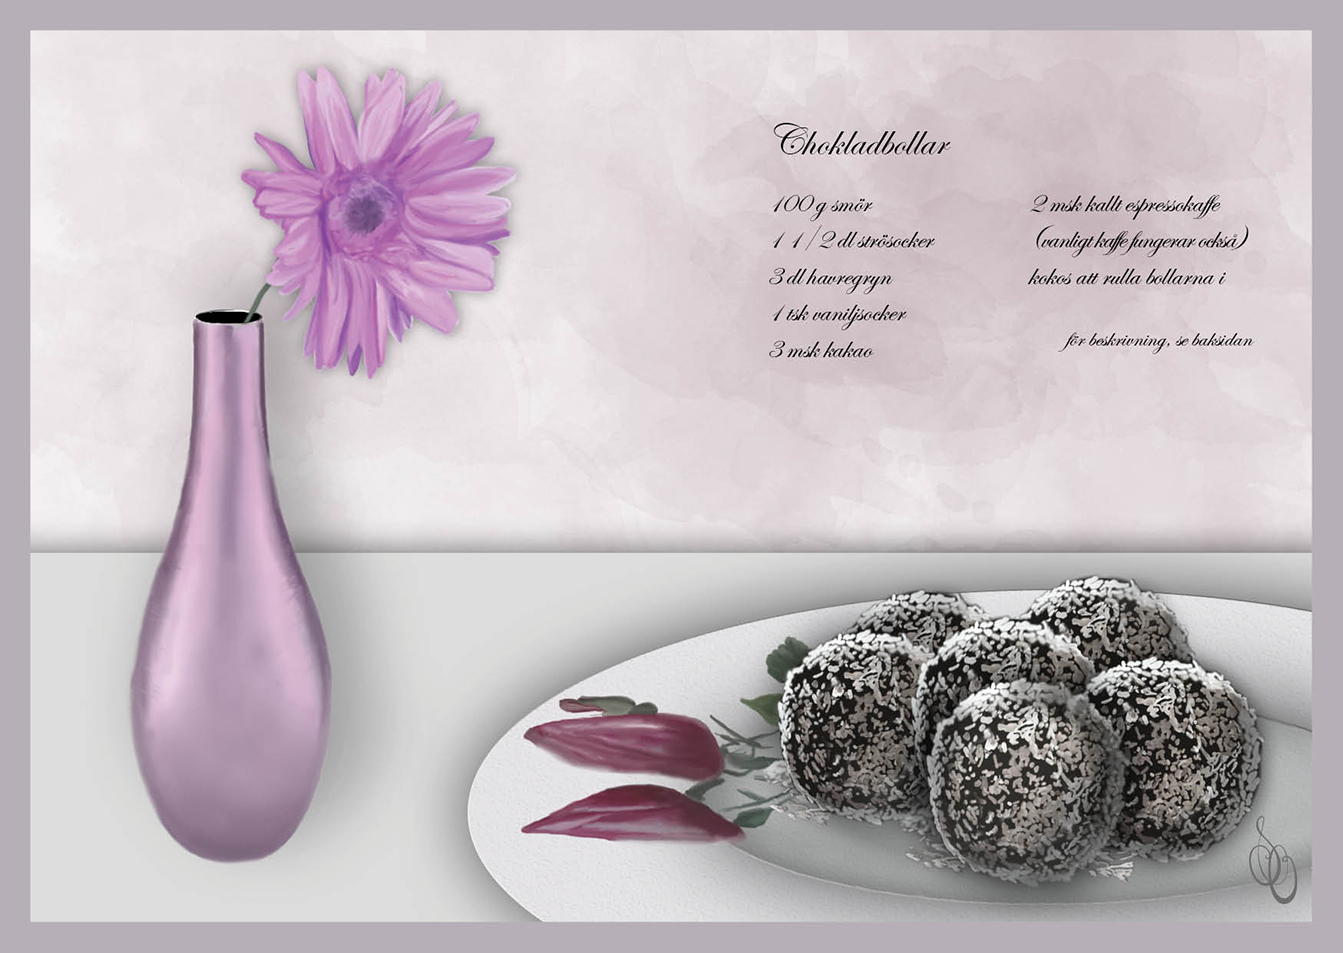 Chokladbollar
100 g smör
1 1/2 dl strösocker
3 dl havregryn
1 tsk vaniljsocker
3 msk kakao
2 msk kallt espressokaffe
(vanligt kaffe fungerar också)
kokos att rulla bollarna i
för beskrivning, se baksidan